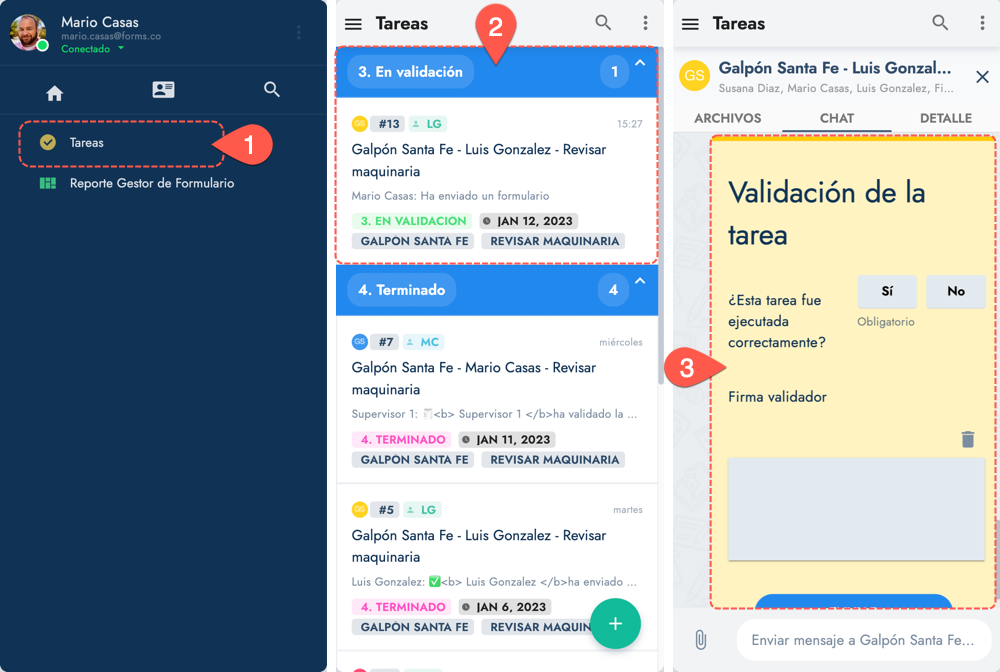 Mario Casas
mario.casas@forms.co
Conectado
Tareas
1
Reporte Gestor de Formulario
Tareas
2
3. En validación
1
GS #13 LG 15:27
Galpón Santa Fe - Luis Gonzalez - Revisar
maquinaria
Mario Casas: Ha enviado un formulario
3. EN VALIDACION JAN 12, 2023
GALPON SANTA FE REVISAR MAQUINARIA
4. Terminado
4
GS #7 MC miércoles
Galpón Santa Fe - Mario Casas - Revisar
maquinaria
Supervisor 1: <b> Supervisor 1 </b>ha validado la ...
4. TERMINADO JAN 11, 2023
GALPON SANTA FE REVISAR MAQUINARIA
GS #5 LG martes
Galpón Santa Fe - Luis Gonzalez - Revisar
maquinaria
Luis Gonzalez: ✅<b> Luis Gonzalez </b>ha enviado ...
4. TERMINADO JAN 6, 2023
GALPON SANTA FE REVISAR MAQUIN
+
Tareas
GS
Galpón Santa Fe - Luis Gonzal...
Susana Diaz, Mario Casas, Luis Gonzalez, Fi...
ARCHIVOS CHAT DETALLE
Validación de la
tarea
¿Esta tarea fue
ejecutada
correctamente?
Sí No
Obligatorio
3
Firma validador
Enviar mensaje a Galpón Santa Fe...